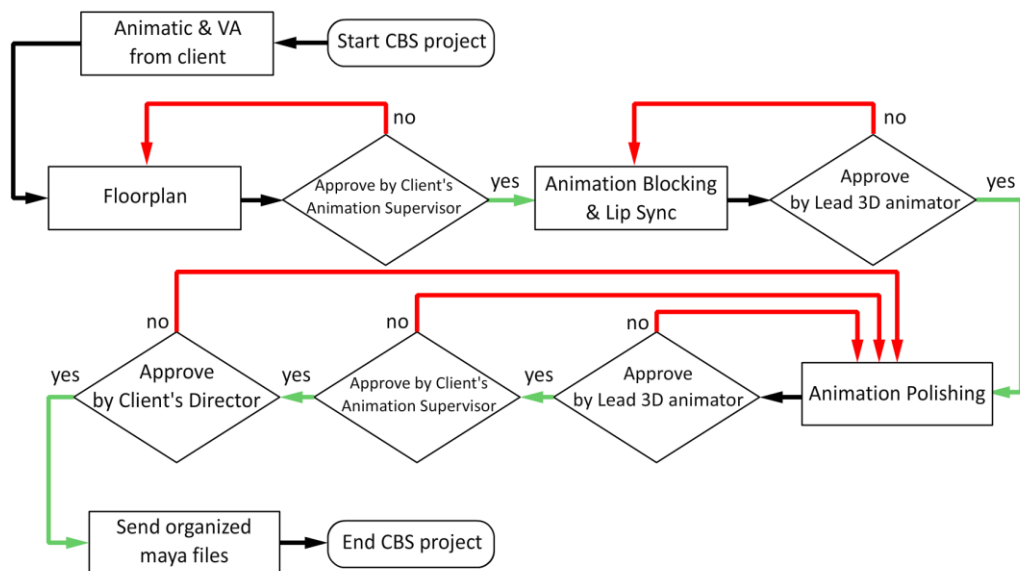 Animatic & VA
from client
Start CBS project
no
no
Floorplan
Approve by Client's
Animation Supervisor
yes
Animation Blocking
& Lip Sync
Approve
by Lead 3D animator
yes
no
no
no
yes
Approve
by Client's Director
yes
Approve by Client's
Animation Supervisor
yes
Approve
by Lead 3D animator
Animation Polishing
Send organized
maya files
End CBS project